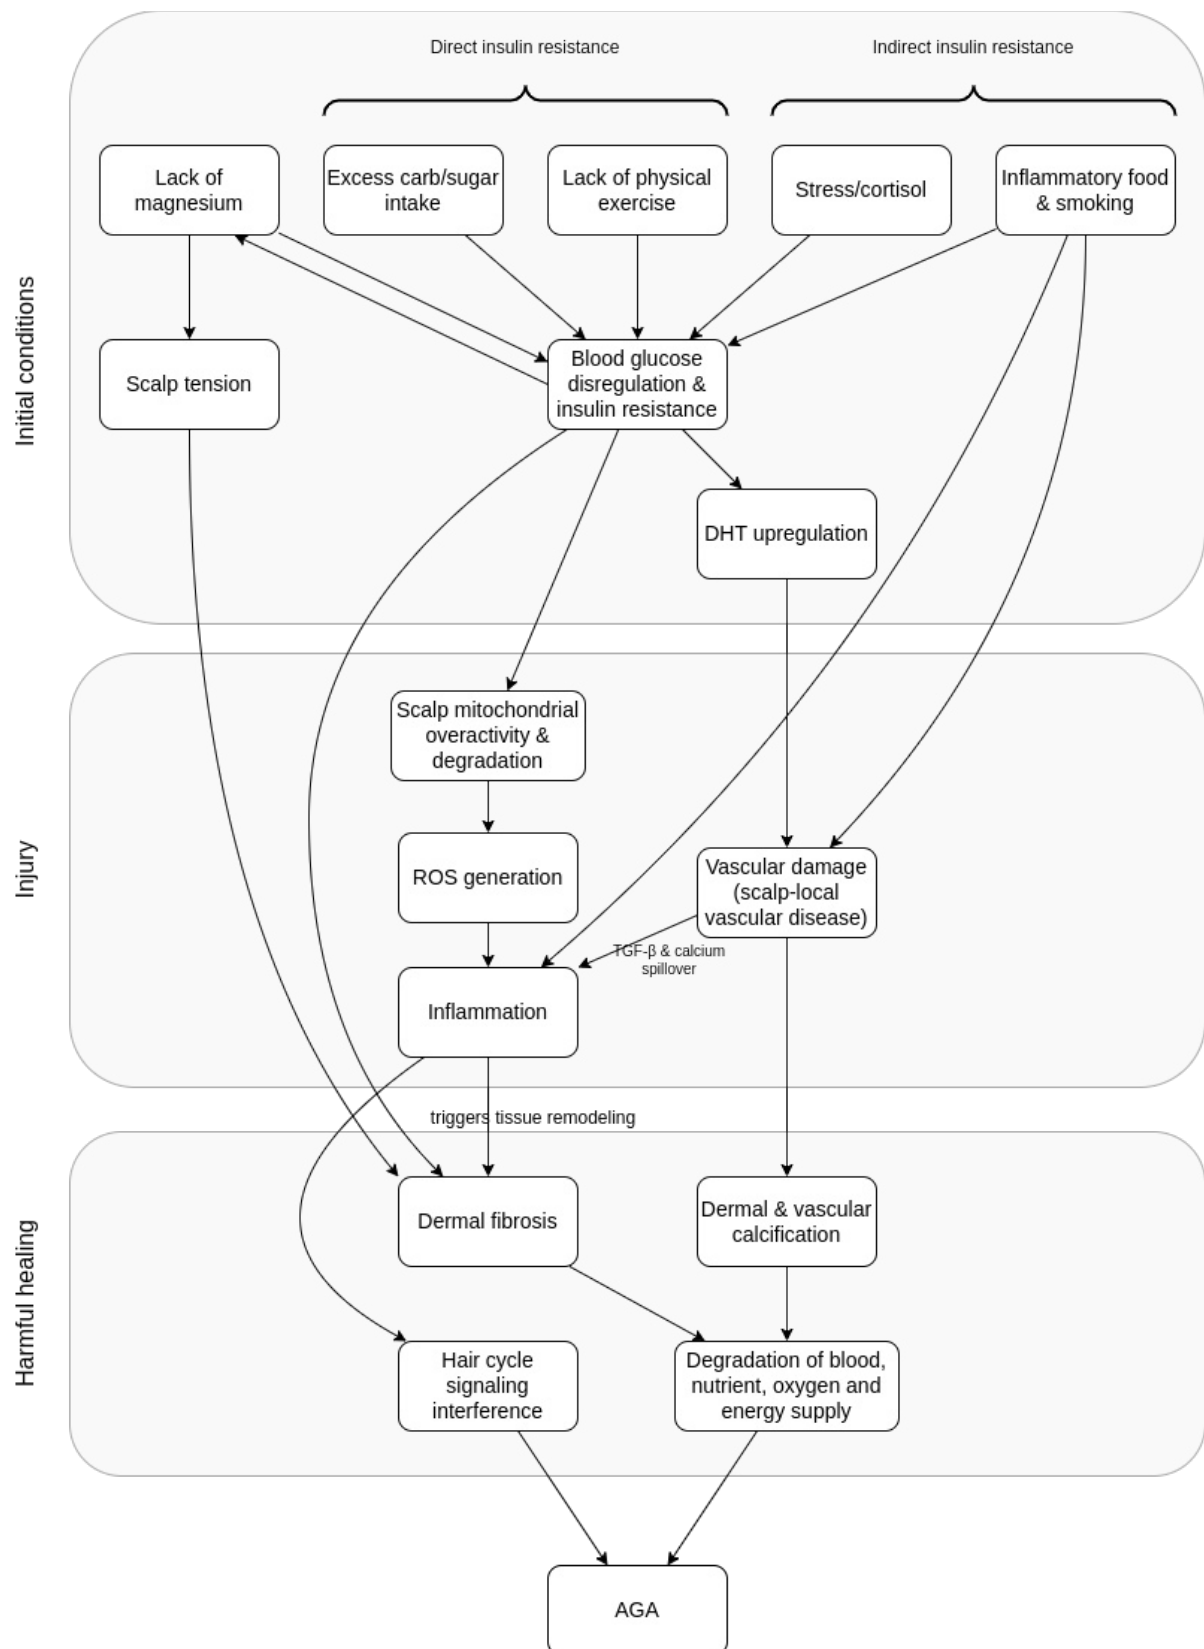 Direct insulin resistance
Indirect insulin resistance
Lack of
magnesium
Excess carb/sugar
intake
Lack of physical
exercise
Stress/cortisol
Inflammatory food
& smoking
Initial conditions
Scalp tension
Blood glucose
disregulation &
insulin resistance
DHT upregulation
Injury
Scalp mitochondrial
overactivity &
degradation
ROS generation
Vascular damage
(scalp-local
vascular disease)
TGF-β & calcium
spillover
Inflammation
triggers tissue remodeling
Harmful healing
Dermal fibrosis
Dermal & vascular
calcification
Hair cycle
signaling
interference
Degradation of blood,
nutrient, oxygen and
energy supply
AGA